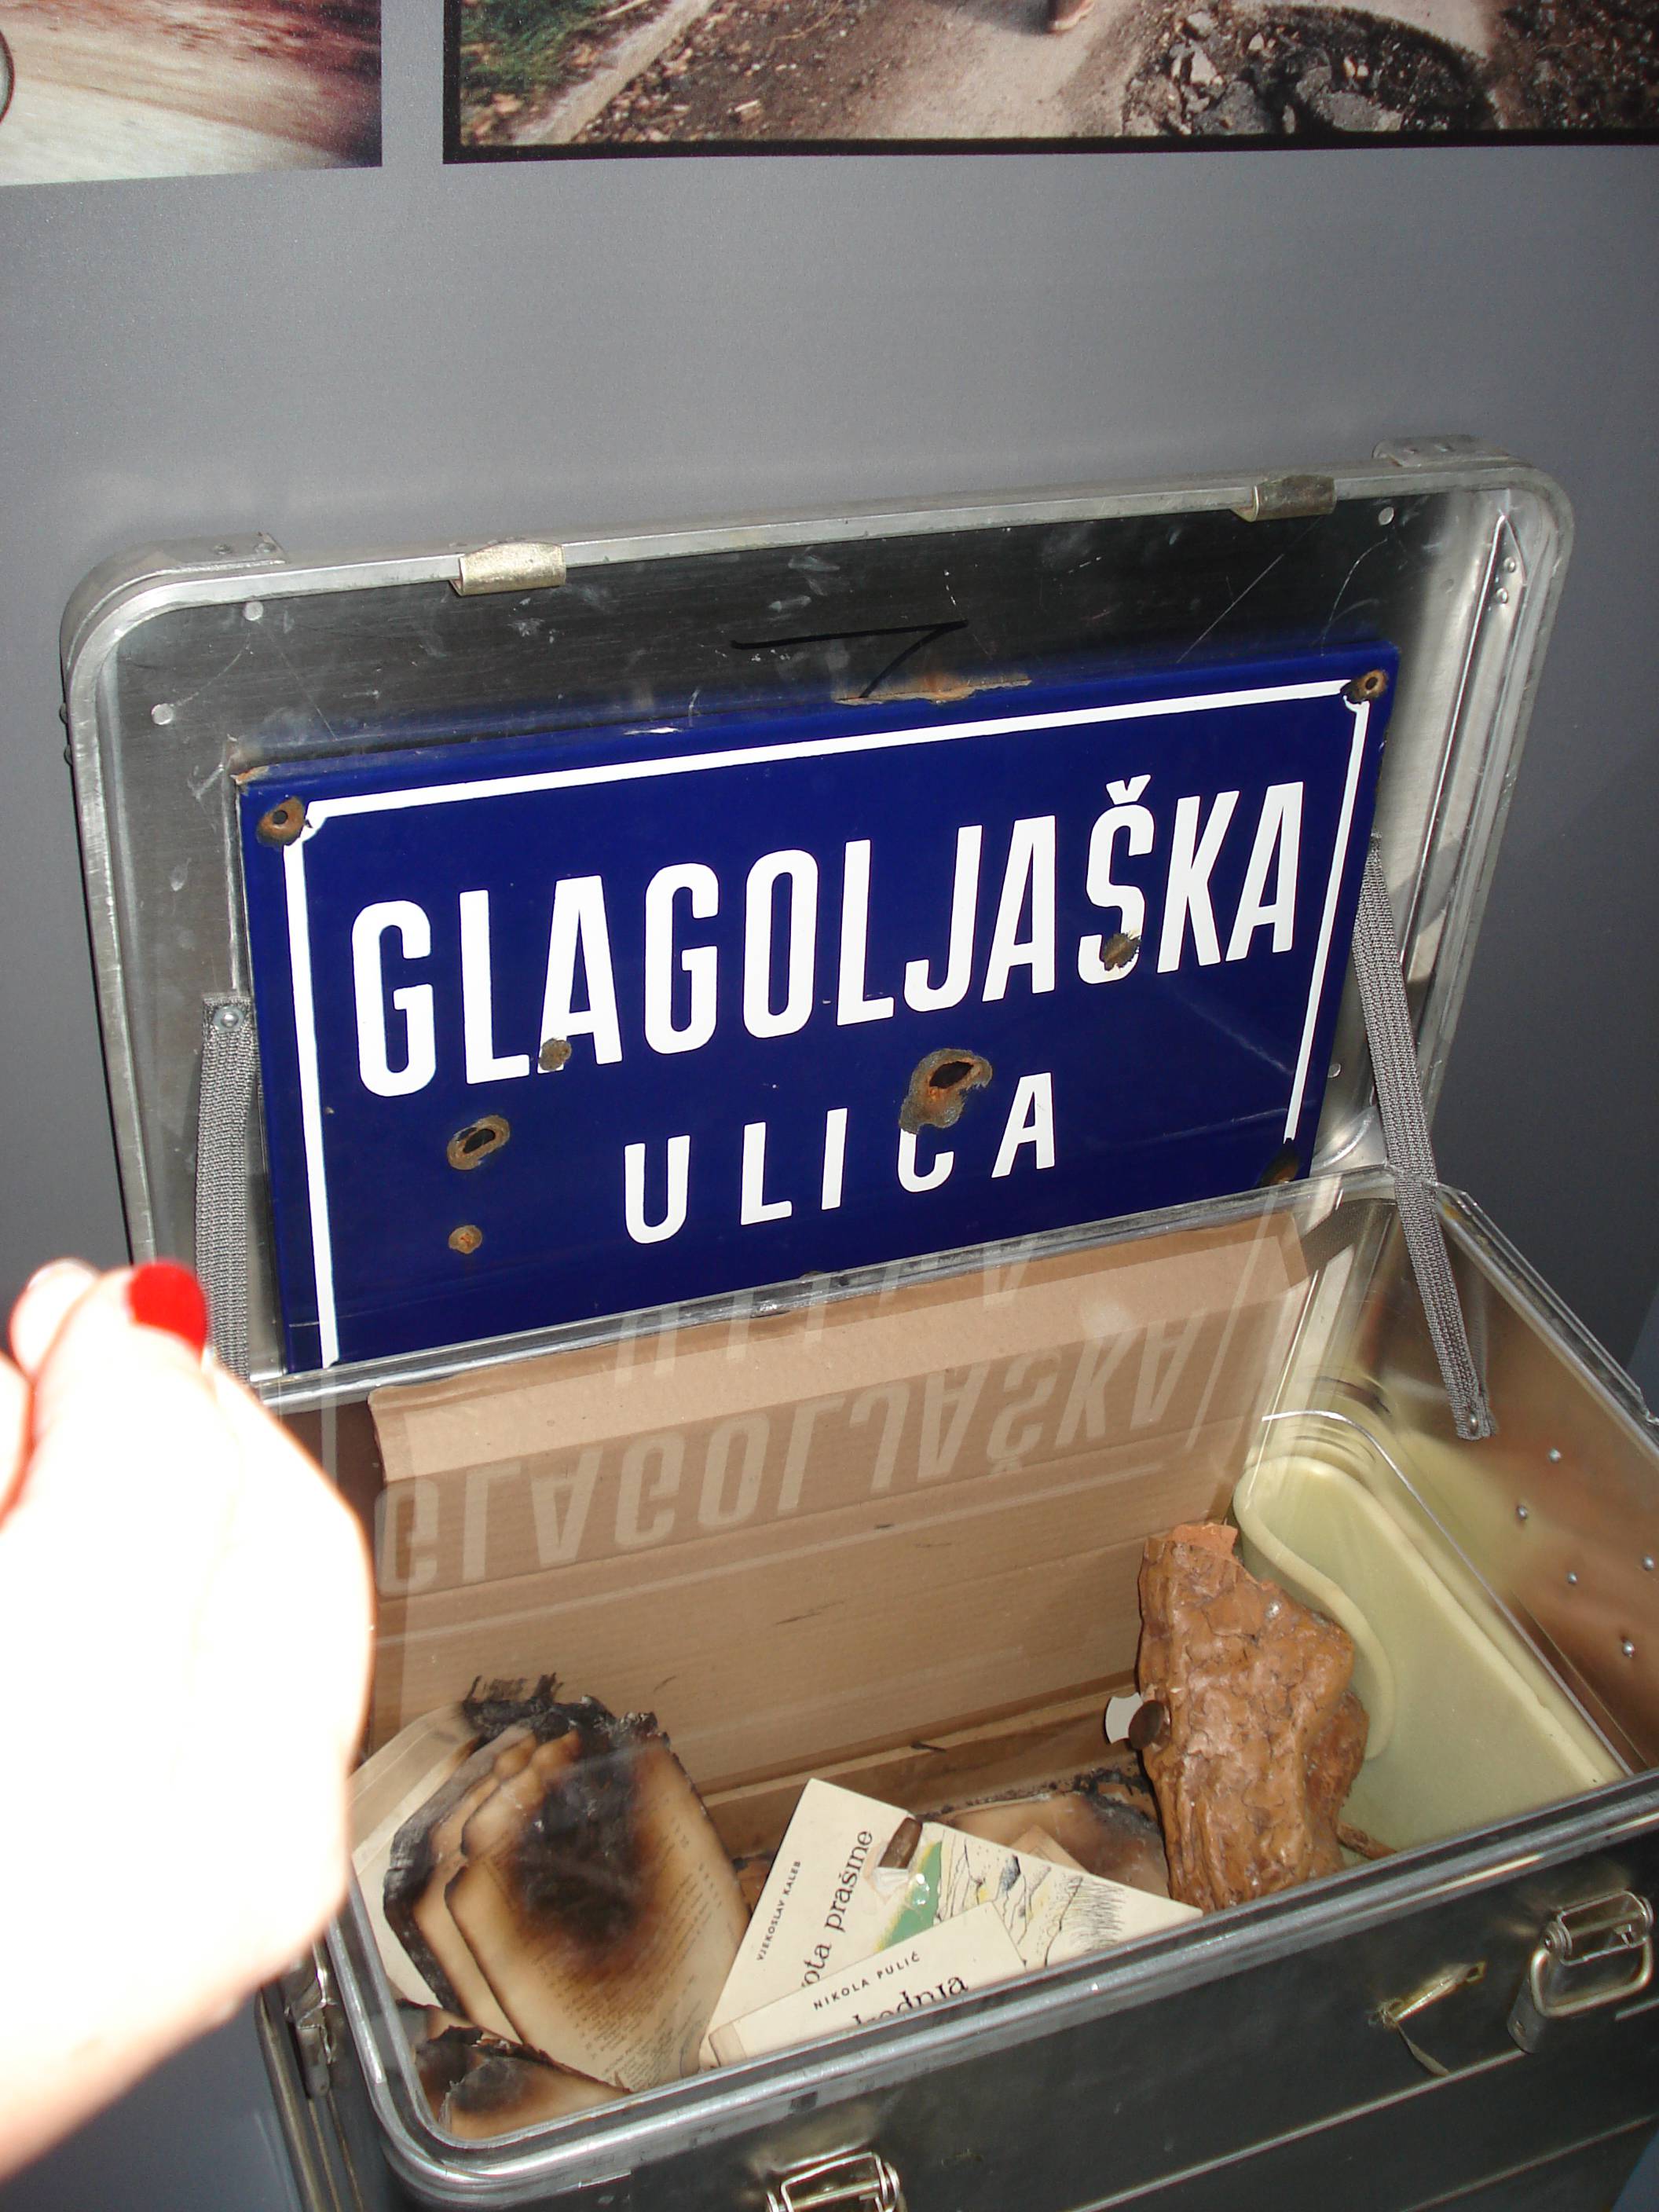 GLAGOLJAŠKA
ULICA
VJEKOSLAV KALEB
prašine
NIKOLA PULIĆ